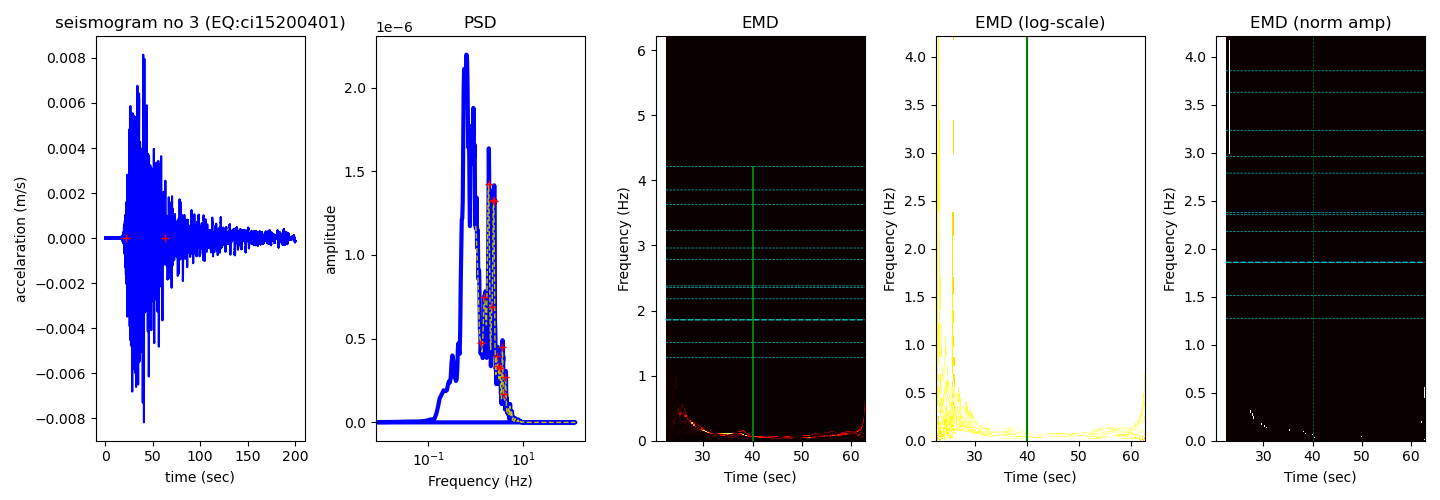 seismogram no 3 (EQ:ci15200401)
accelaration (m/s)
0.008
0.006
0.004
0.002
0.000
−0.002
−0.004
−0.006
−0.008
0 50 100 150 200
time (sec)
PSD
1e−6
amplitude
2.0
1.5
1.0
0.5
0.0
10⁻¹ 10¹
Frequency (Hz)
EMD
Frequency (Hz)
6
5
4
3
2
1
0
30 40 50 60
Time (sec)
EMD (log-scale)
Frequency (Hz)
4.0
3.5
3.0
2.5
2.0
1.5
1.0
0.5
0.0
30 40 50 60
Time (sec)
EMD (norm amp)
Frequency (Hz)
4.0
3.5
3.0
2.5
2.0
1.5
1.0
0.5
0.0
30 40 50 60
Time (sec)